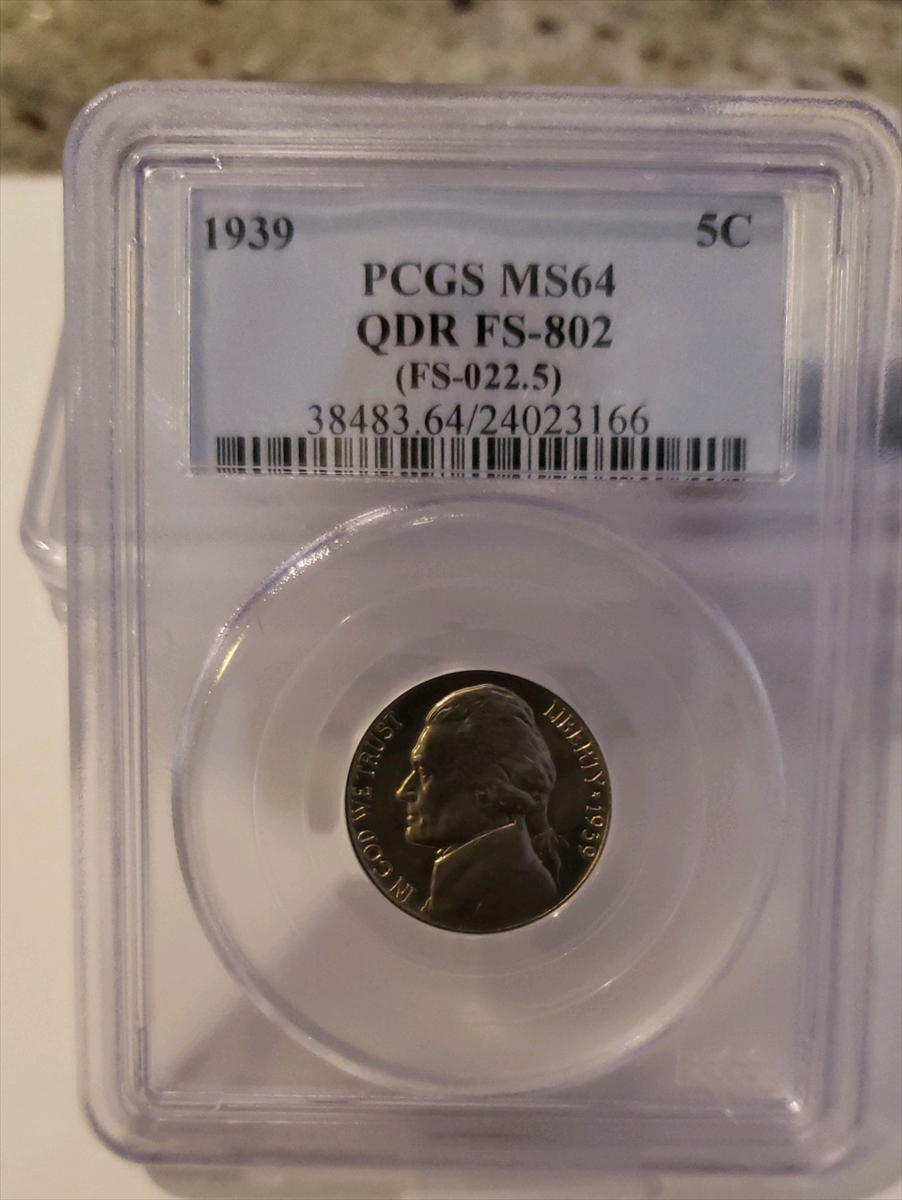 1939 5C
PCGS MS64
QDR FS-802
(FS-022.5)
38483.64/24023166
IN GOD WE TRUST
LIBERTY ★ 1939